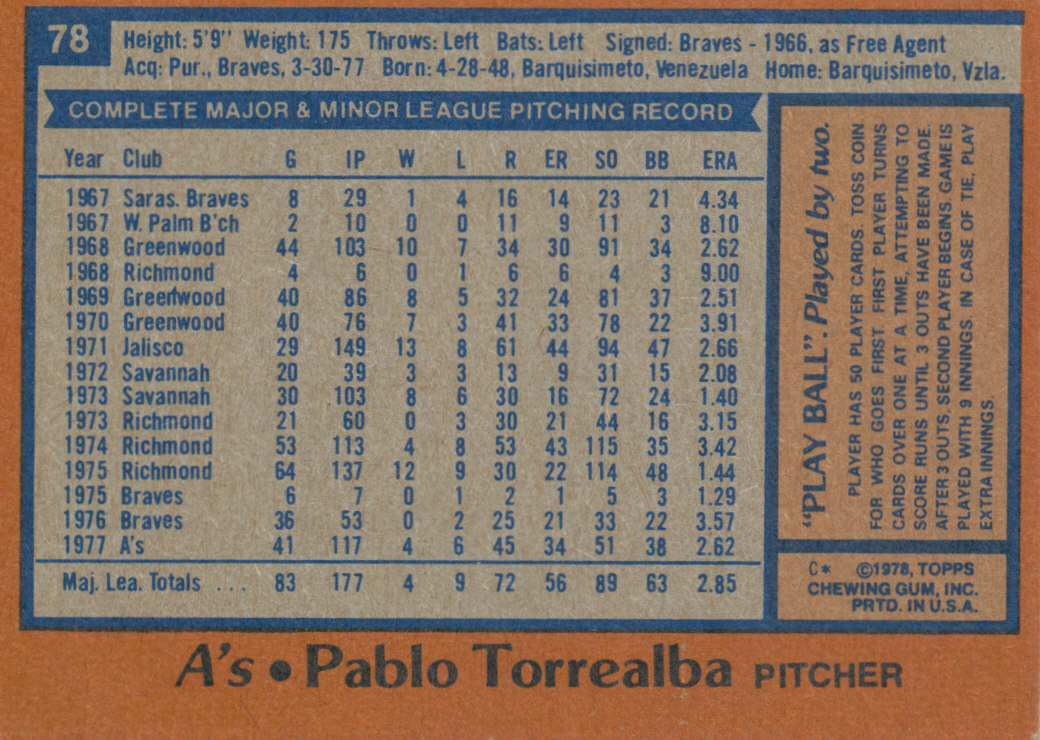 78
Height: 5'9" Weight: 175 Throws: Left Bats: Left Signed: Braves - 1966, as Free Agent
Acq: Pur., Braves, 3-30-77 Born: 4-28-48, Barquisimeto, Venezuela Home: Barquisimeto, Vzla.
COMPLETE MAJOR & MINOR LEAGUE PITCHING RECORD
Year Club G IP W L R ER SO BB ERA
1967 Saras. Braves 8 29 1 4 16 14 23 21 4.34
1967 W. Palm B'ch 2 10 0 0 11 9 11 3 8.10
1968 Greenwood 44 103 10 7 34 30 91 34 2.62
1968 Richmond 4 6 0 1 6 6 4 3 9.00
1969 Greenwood 40 86 8 5 32 24 81 37 2.51
1970 Greenwood 40 76 7 3 41 33 78 22 3.91
1971 Jalisco 29 149 13 8 61 44 94 47 2.66
1972 Savannah 20 39 3 3 13 9 31 15 2.08
1973 Savannah 30 103 8 6 30 16 72 24 1.40
1973 Richmond 21 60 0 3 30 21 44 16 3.15
1974 Richmond 53 113 4 8 53 43 115 35 3.42
1975 Richmond 64 137 12 9 30 22 114 48 1.44
1975 Braves 6 7 0 1 2 1 5 3 1.29
1976 Braves 36 53 0 2 25 21 33 22 3.57
1977 A's 41 117 4 6 45 34 51 38 2.62
Maj. Lea. Totals ... 83 177 4 9 72 56 89 63 2.85
"PLAY BALL". Played by two.
PLAYER HAS 50 PLAYER CARDS. TOSS COIN
FOR WHO GOES FIRST. FIRST PLAYER TURNS
CARDS OVER ONE AT A TIME, ATTEMPTING TO
SCORE RUNS UNTIL 3 OUTS HAVE BEEN MADE.
AFTER 3 OUTS, SECOND PLAYER BEGINS. GAME IS
PLAYED WITH 9 INNINGS. IN CASE OF TIE, PLAY
EXTRA INNINGS.
C* ©1978, TOPPS
CHEWING GUM, INC.
PRTD. IN U.S.A.
A's • Pablo Torrealba PITCHER